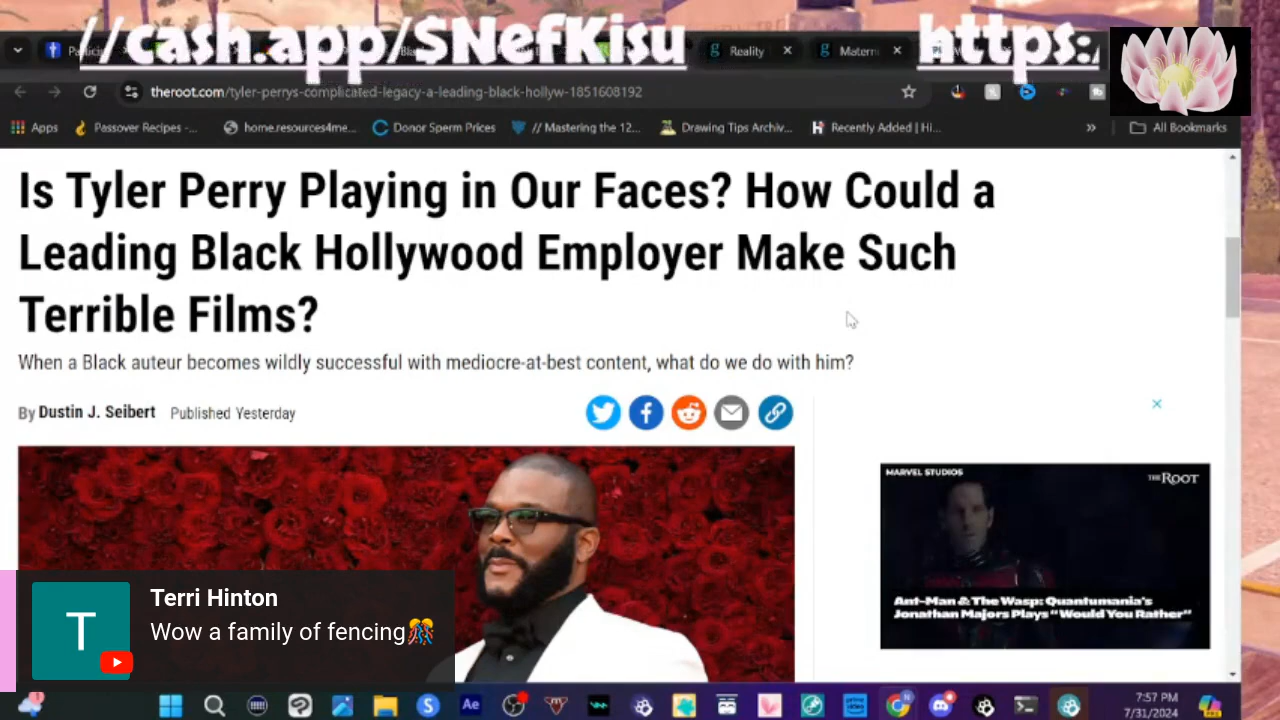 //cash.app/$NefKisu
https:/
Reality
Matern
theroot.com/tyler-perrys-complicated-legacy-a-leading-black-hollyw-1851608192
Apps
Passover Recipes -...
home.resources4me...
Donor Sperm Prices
// Mastering the 12...
Drawing Tips Archiv...
Recently Added | Hi...
»
All Bookmarks
Is Tyler Perry Playing in Our Faces? How Could a
Leading Black Hollywood Employer Make Such
Terrible Films?
When a Black auteur becomes wildly successful with mediocre-at-best content, what do we do with him?
By Dustin J. Seibert Published Yesterday
MARVEL STUDIOS
THE ROOT
Ant-Man & The Wasp: Quantumania's
Jonathan Majors Plays "Would You Rather"
T
Terri Hinton
Wow a family of fencing🎊
Ae
7:57 PM
7/31/2024